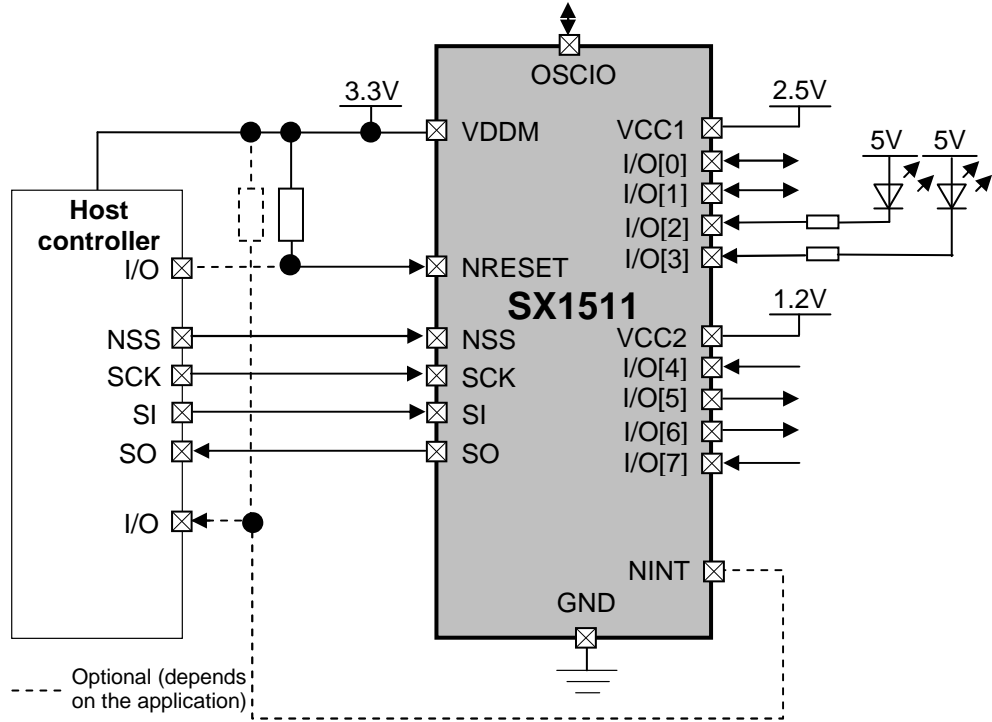 OSCIO
3.3V
2.5V
VDDM
VCC1
5V
5V
I/O[0]
I/O[1]
Host
controller
I/O[2]
I/O[3]
I/O
NRESET
SX1511
1.2V
NSS
NSS
VCC2
SCK
SCK
I/O[4]
SI
SI
I/O[5]
SO
SO
I/O[6]
I/O[7]
I/O
NINT
GND
Optional (depends
on the application)